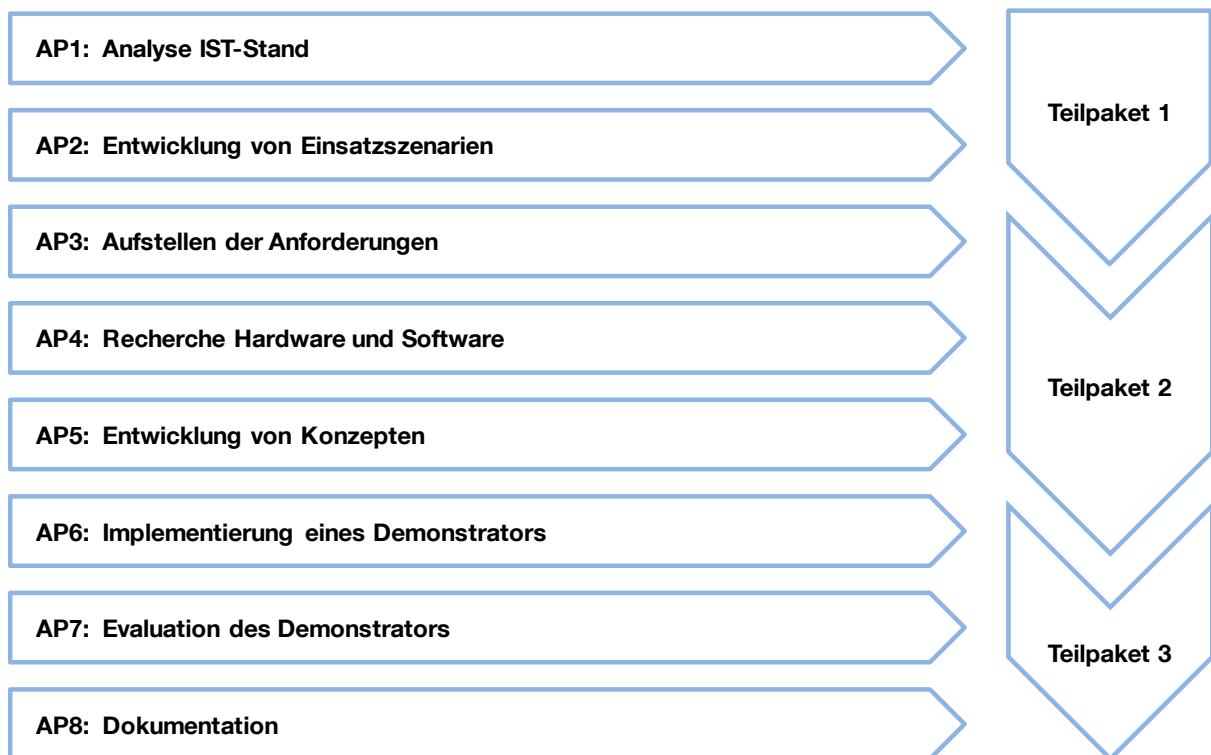 AP1: Analyse IST-Stand
AP2: Entwicklung von Einsatzszenarien
AP3: Aufstellen der Anforderungen
AP4: Recherche Hardware und Software
AP5: Entwicklung von Konzepten
AP6: Implementierung eines Demonstrators
AP7: Evaluation des Demonstrators
AP8: Dokumentation
Teilpaket 1
Teilpaket 2
Teilpaket 3